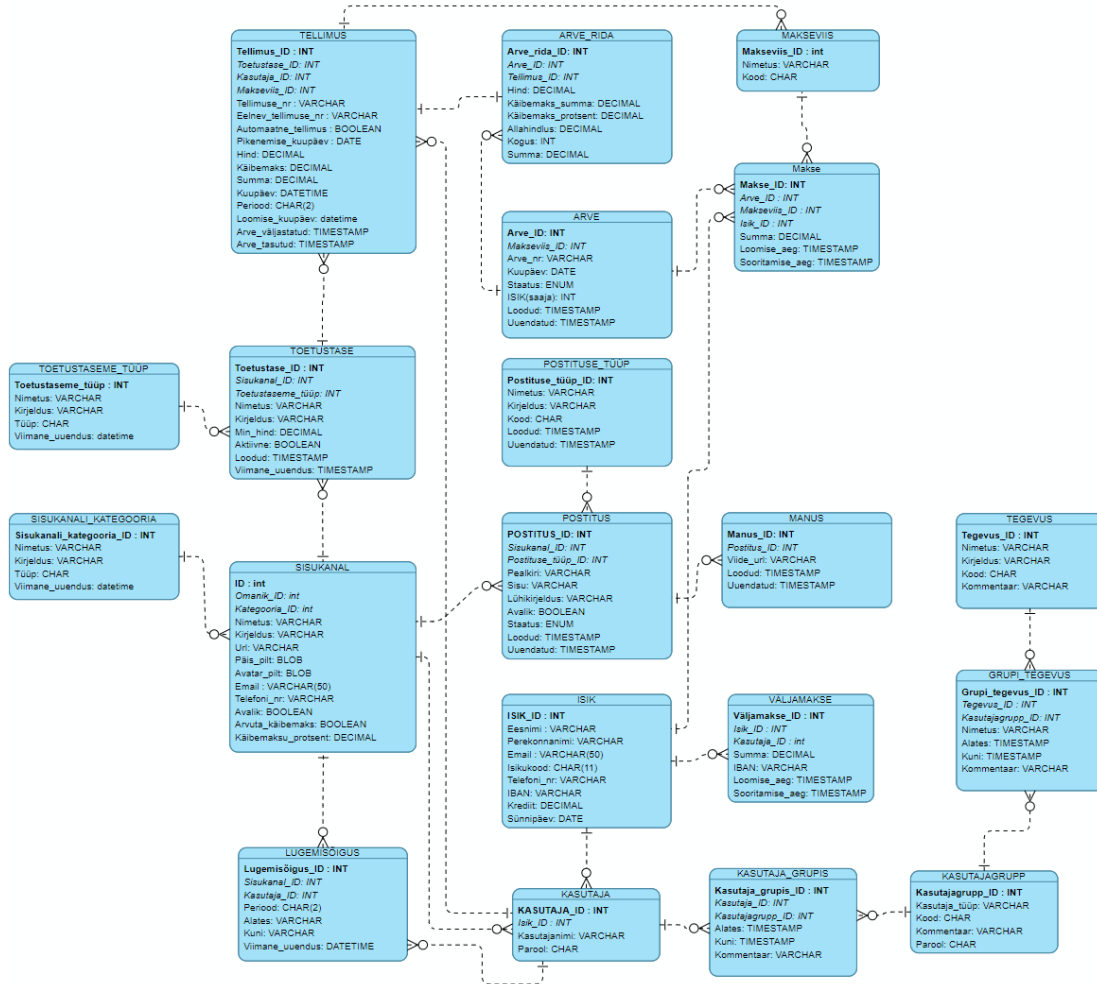 TELLIMUS
Tellimus_ID : INT
Toetustase_ID: INT
Kasutaja_ID: INT
Makseviis_ID: INT
Tellimuse_nr : VARCHAR
Eelnev_tellimuse_nr : VARCHAR
Automaatne_tellimus : BOOLEAN
Pikenemise_kuupäev : DATE
Hind: DECIMAL
Käibemaks: DECIMAL
Summa: DECIMAL
Kuupäev: DATETIME
Periood: CHAR(2)
Loomise_kuupäev: datetime
Arve_väljastatud: TIMESTAMP
Arve_tasutud: TIMESTAMP
ARVE_RIDA
Arve_rida_ID: INT
Arve_ID: INT
Tellimus_ID: INT
Hind: DECIMAL
Käibemaks_summa: DECIMAL
Käibemaks_protsent: DECIMAL
Allahindlus: DECIMAL
Kogus: INT
Summa: DECIMAL
MAKSEVIIS
Makseviis_ID : int
Nimetus: VARCHAR
Kood: CHAR
Makse
Makse_ID: INT
Arve_ID : INT
Makseviis_ID: INT
Isik_ID : INT
Summa: DECIMAL
Loomise_aeg: TIMESTAMP
Sooritamise_aeg: TIMESTAMP
ARVE
Arve_ID: INT
Makseviis_ID: INT
Arve_nr: VARCHAR
Kuupäev: DATE
Staatus: ENUM
ISIK(saaja): INT
Loodud: TIMESTAMP
Uuendatud: TIMESTAMP
TOETUSTASEME_TÜÜP
Toetustaseme_tüüp : INT
Nimetus: VARCHAR
Kirjeldus: VARCHAR
Tüüp: CHAR
Viimane_uuendus: datetime
TOETUSTASE
Toetustase_ID : INT
Sisukanal_ID: INT
Toetustaseme_tüüp: INT
Nimetus: VARCHAR
Kirjeldus: VARCHAR
Min_hind: DECIMAL
Aktiivne: BOOLEAN
Loodud: TIMESTAMP
Viimane_uuendus: TIMESTAMP
POSTITUSE_TÜÜP
Postituse_tüüp_ID: INT
Nimetus: VARCHAR
Kirjeldus: VARCHAR
Kood: CHAR
Loodud: TIMESTAMP
Uuendatud: TIMESTAMP
SISUKANALI_KATEGOORIA
Sisukanali_kategooria_ID : INT
Nimetus: VARCHAR
Kirjeldus: VARCHAR
Tüüp: CHAR
Viimane_uuendus: datetime
SISUKANAL
ID : int
Omanik_ID: int
Kategooria_ID: int
Nimetus: VARCHAR
Kirjeldus: VARCHAR
Url: VARCHAR
Päis_pilt: BLOB
Avatar_pilt: BLOB
Email : VARCHAR(50)
Telefoni_nr: VARCHAR
Avalik: BOOLEAN
Arvuta_käibemaks: BOOLEAN
Käibemaksu_protsent: DECIMAL
POSTITUS
POSTITUS_ID: INT
Sisukanal_ID: INT
Postituse_tüüp_ID: INT
Pealkiri: VARCHAR
Sisu: VARCHAR
Lühikirjeldus: VARCHAR
Avalik: BOOLEAN
Staatus: ENUM
Loodud: TIMESTAMP
Uuendatud: TIMESTAMP
MANUS
Manus_ID: INT
Postitus_ID: INT
Viide_url: VARCHAR
Loodud: TIMESTAMP
Uuendatud: TIMESTAMP
TEGEVUS
Tegevus_ID: INT
Nimetus: VARCHAR
Kirjeldus: VARCHAR
Kood: CHAR
Kommentaar: VARCHAR
ISIK
ISIK_ID : INT
Eesnimi : VARCHAR
Perekonnanimi: VARCHAR
Email : VARCHAR(50)
Isikukood: CHAR(11)
Telefoni_nr: VARCHAR
IBAN: VARCHAR
Krediit: DECIMAL
Sünnipäev: DATE
VÄLJAMAKSE
Väljamakse_ID : INT
Isik_ID : INT
Kasutaja_ID : int
Summa: DECIMAL
IBAN: VARCHAR
Loomise_aeg: TIMESTAMP
Sooritamise_aeg: TIMESTAMP
GRUPI_TEGEVUS
Grupi_tegevus_ID : INT
Tegevus_ID : INT
Kasutajagrupp_ID: INT
Nimetus: VARCHAR
Alates: TIMESTAMP
Kuni: TIMESTAMP
Kommentaar: VARCHAR
LUGEMISÕIGUS
Lugemisõigus_ID : INT
Sisukanal_ID: INT
Kasutaja_ID: INT
Periood: CHAR(2)
Alates: VARCHAR
Kuni: VARCHAR
Viimane_uuendus: DATETIME
KASUTAJA
KASUTAJA_ID : INT
Isik_ID : INT
Kasutajanimi: VARCHAR
Parool: CHAR
KASUTAJA_GRUPIS
Kasutaja_grupis_ID : INT
Kasutaja_ID: INT
Kasutajagrupp_ID: INT
Alates: TIMESTAMP
Kuni: TIMESTAMP
Kommentaar: VARCHAR
KASUTAJAGRUPP
Kasutajagrupp_ID: INT
Kasutaja_tüüp: VARCHAR
Kood: CHAR
Kommentaar: VARCHAR
Parool: CHAR